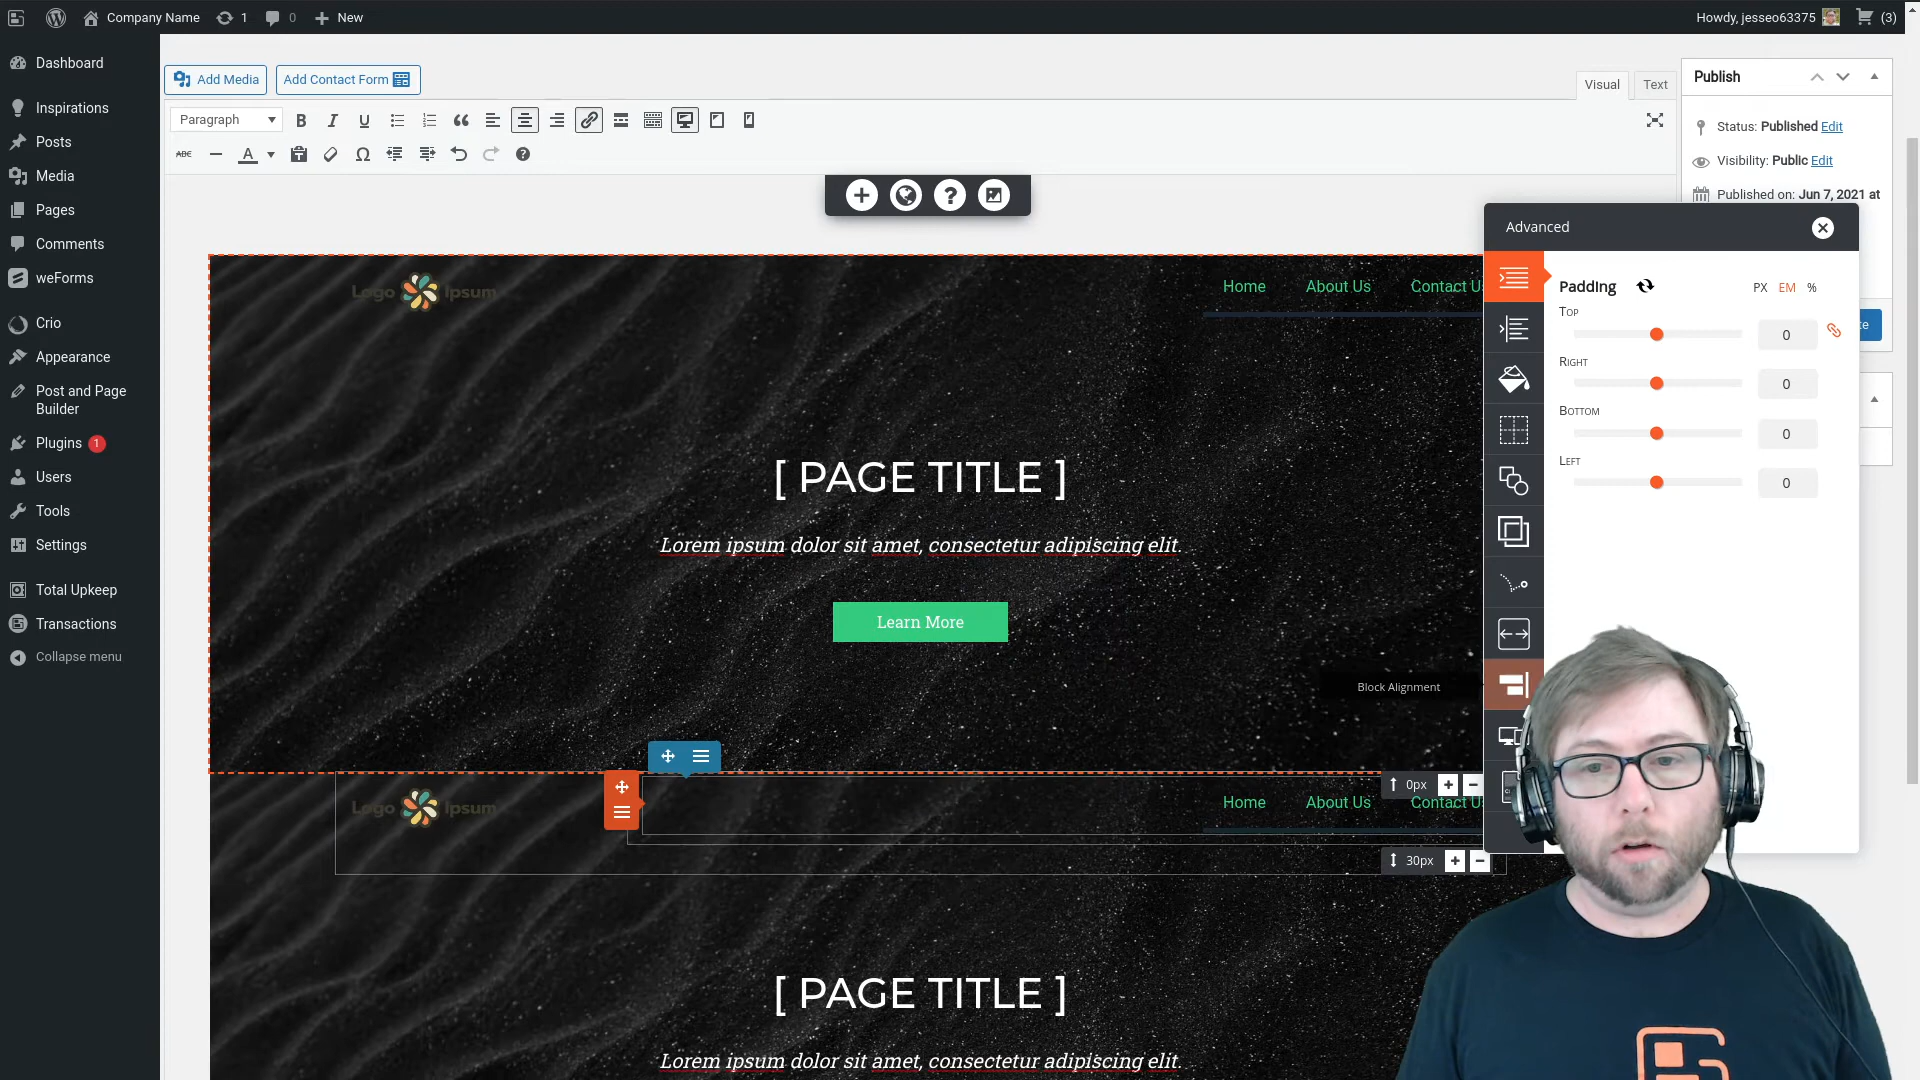 Company Name
1
0
New
Howdy, jesseo63375
(3)
Dashboard
Inspirations
Posts
Media
Pages
Comments
weForms
Crio
Appearance
Post and Page
Builder
Plugins 1
Users
Tools
Settings
Total Upkeep
Transactions
Collapse menu
Add Media
Add Contact Form
Visual
Text
Paragraph
ABC
Publish
Status: Published Edit
Visibility: Public Edit
Published on: Jun 7, 2021 at
Advanced
Padding
PX EM %
Top
0
Right
0
Bottom
0
Left
0
Logo Ipsum
Home
About Us
[ PAGE TITLE ]
Lorem ipsum dolor sit amet, consectetur adipiscing elit.
Learn More
Block Alignment
0px
Logo Ipsum
Home
About Us
30px
[ PAGE TITLE ]
Lorem ipsum dolor sit amet, consectetur adipiscing elit.